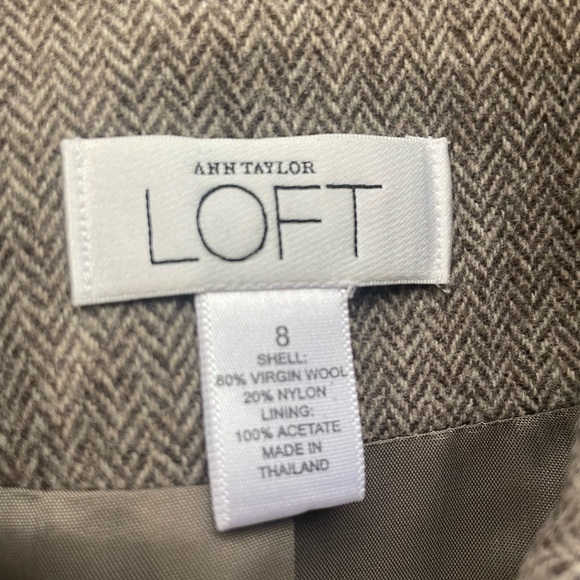 ANN TAYLOR
LOFT
8
SHELL:
80% VIRGIN WOOL
20% NYLON
LINING:
100% ACETATE
MADE IN
THAILAND